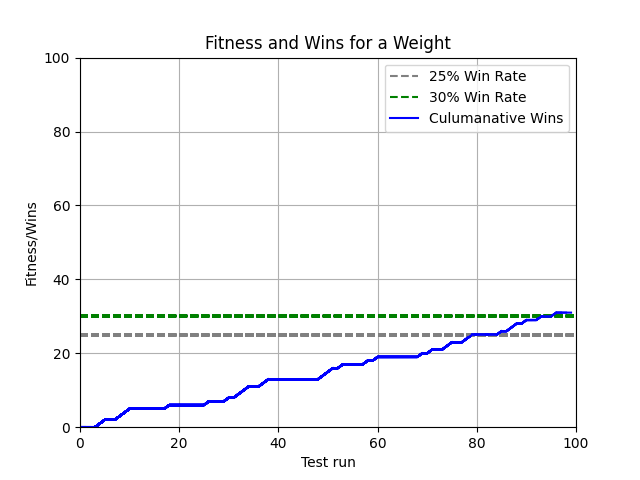 Fitness and Wins for a Weight
100
80
60
40
20
0
Fitness/Wins
25% Win Rate
30% Win Rate
Culumanative Wins
0 20 40 60 80 100
Test run